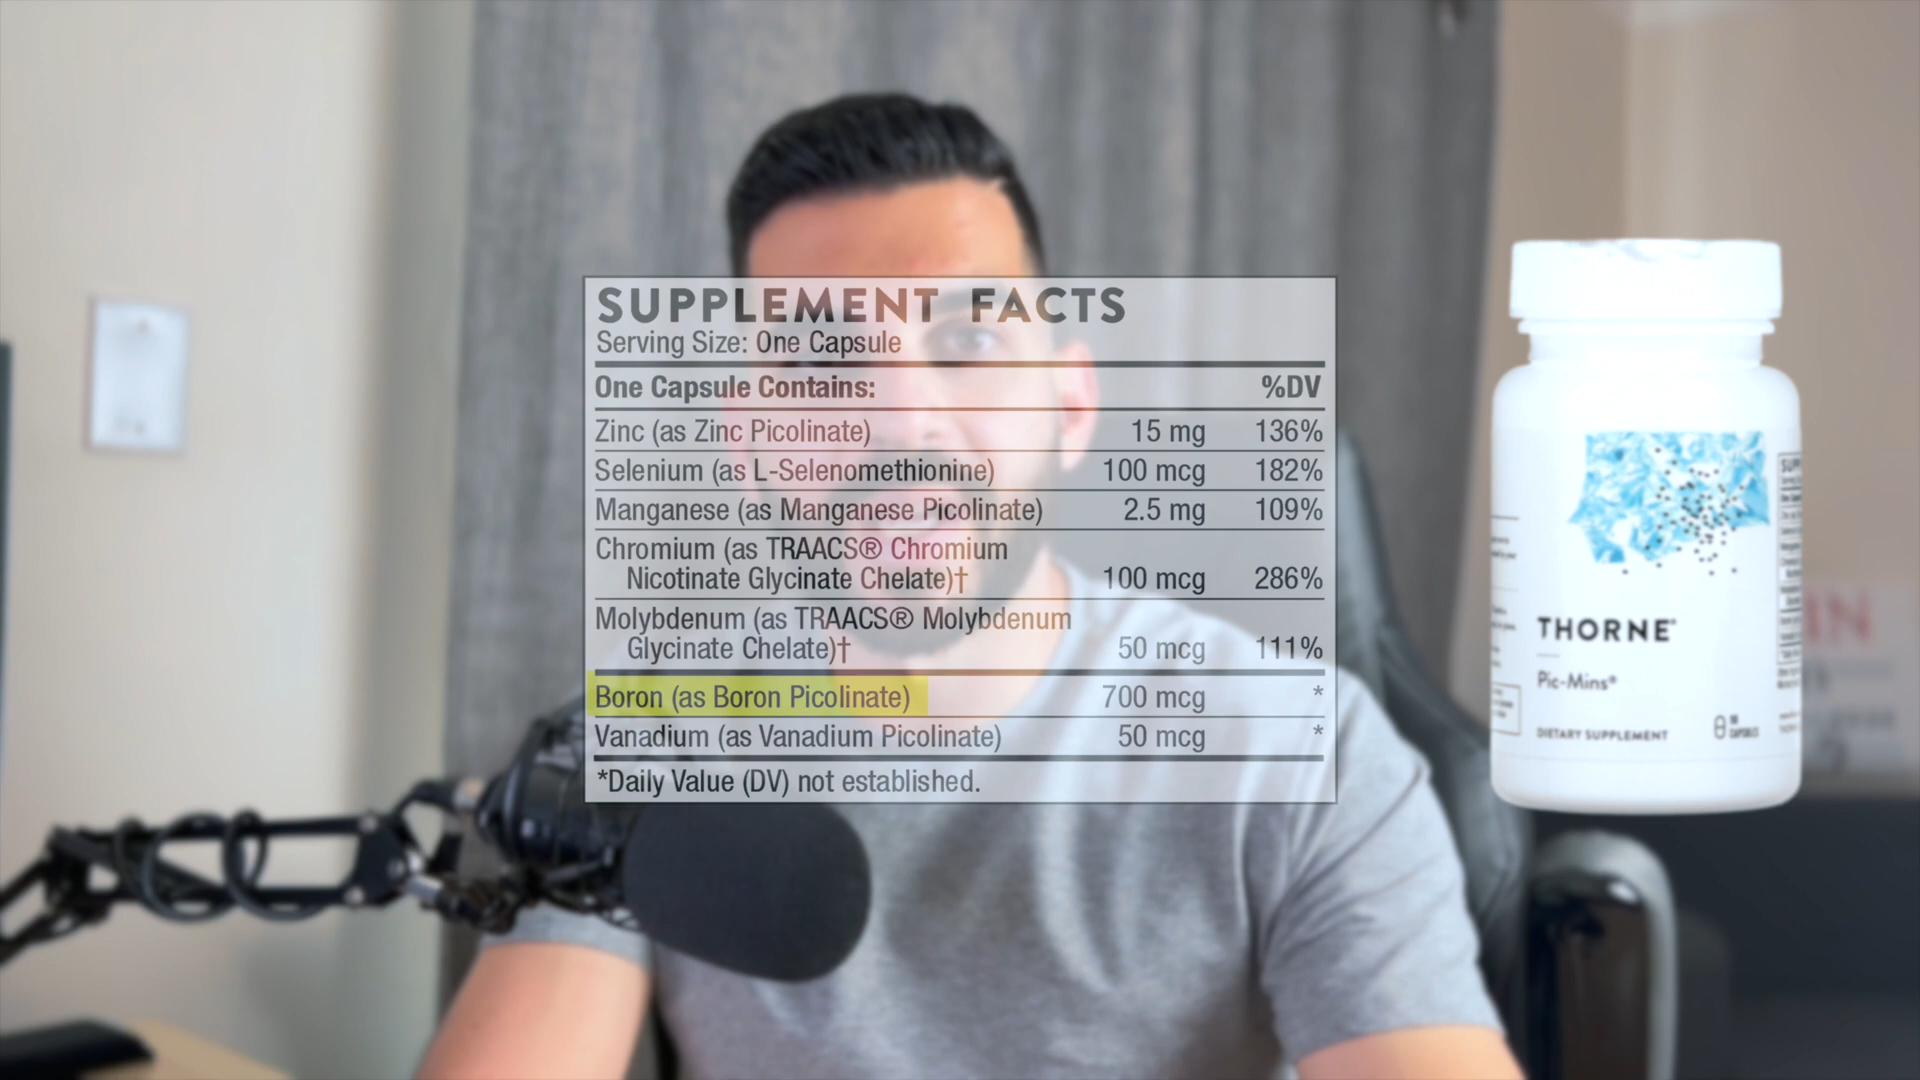 SUPPLEMENT FACTS
Serving Size: One Capsule
One Capsule Contains: %DV
Zinc (as Zinc Picolinate) 15 mg 136%
Selenium (as L-Selenomethionine) 100 mcg 182%
Manganese (as Manganese Picolinate) 2.5 mg 109%
Chromium (as TRAACS® Chromium
Nicotinate Glycinate Chelate)† 100 mcg 286%
Molybdenum (as TRAACS® Molybdenum
Glycinate Chelate)† 50 mcg 111%
Boron (as Boron Picolinate) 700 mcg *
Vanadium (as Vanadium Picolinate) 50 mcg *
*Daily Value (DV) not established.
THORNE®
Pic-Mins®
DIETARY SUPPLEMENT
CAPSULES